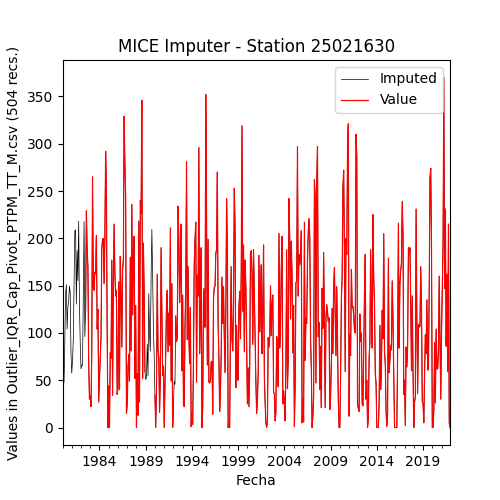 MICE Imputer - Station 25021630
Imputed
Value
Values in Outlier_IQR_Cap_Pivot_PTPM_TT_M.csv (504 recs.)
350
300
250
200
150
100
50
0
1984 1989 1994 1999 2004 2009 2014 2019
Fecha